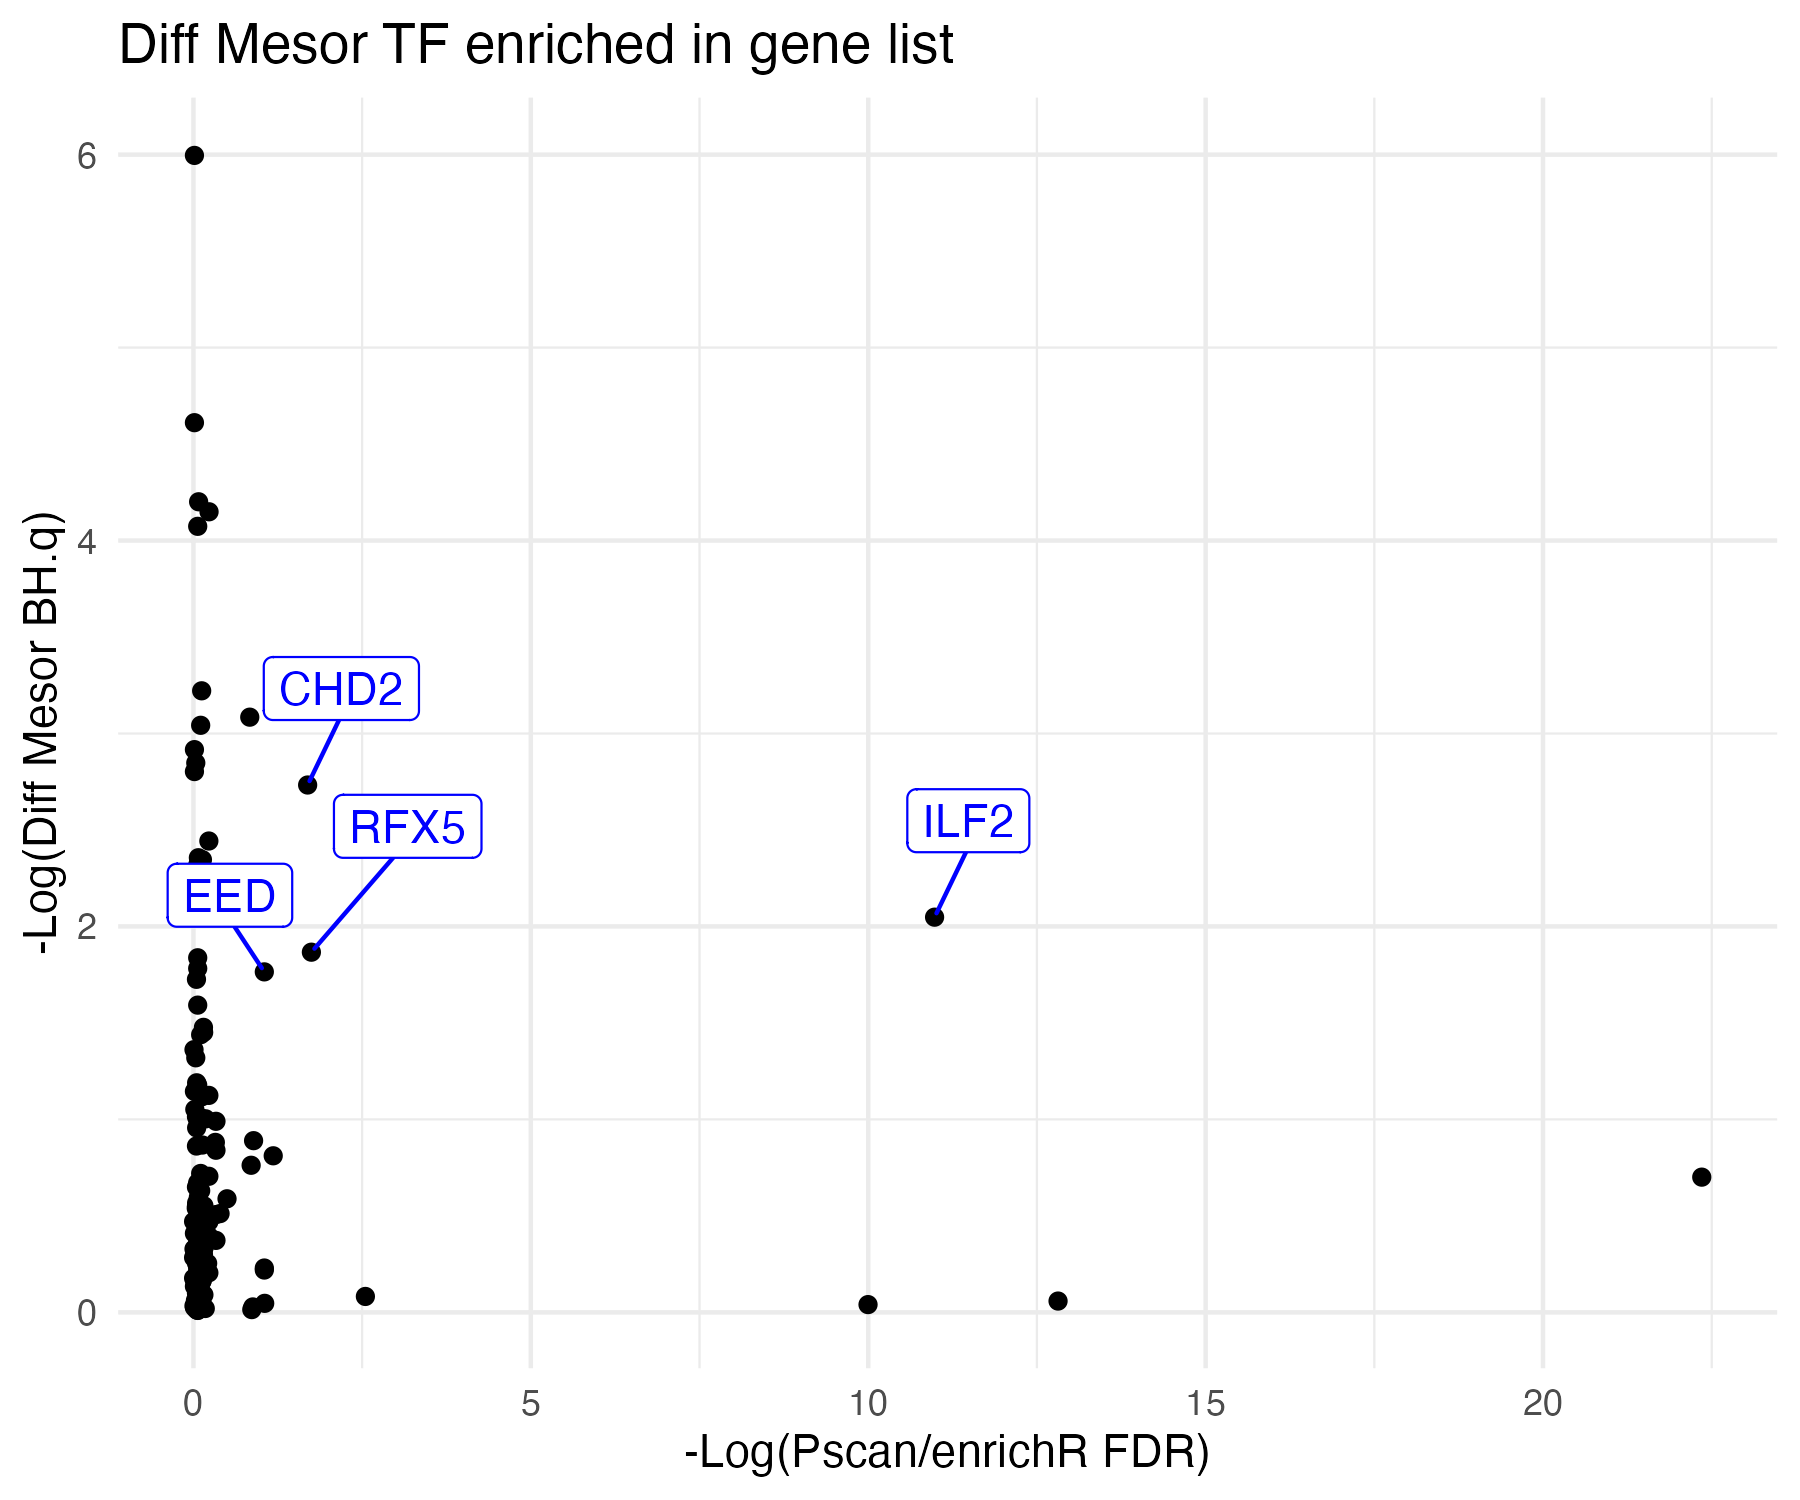 Diff Mesor TF enriched in gene list
-Log(Diff Mesor BH.q)
6
4
2
0
CHD2
RFX5
ILF2
EED
0 5 10 15 20
-Log(Pscan/enrichR FDR)